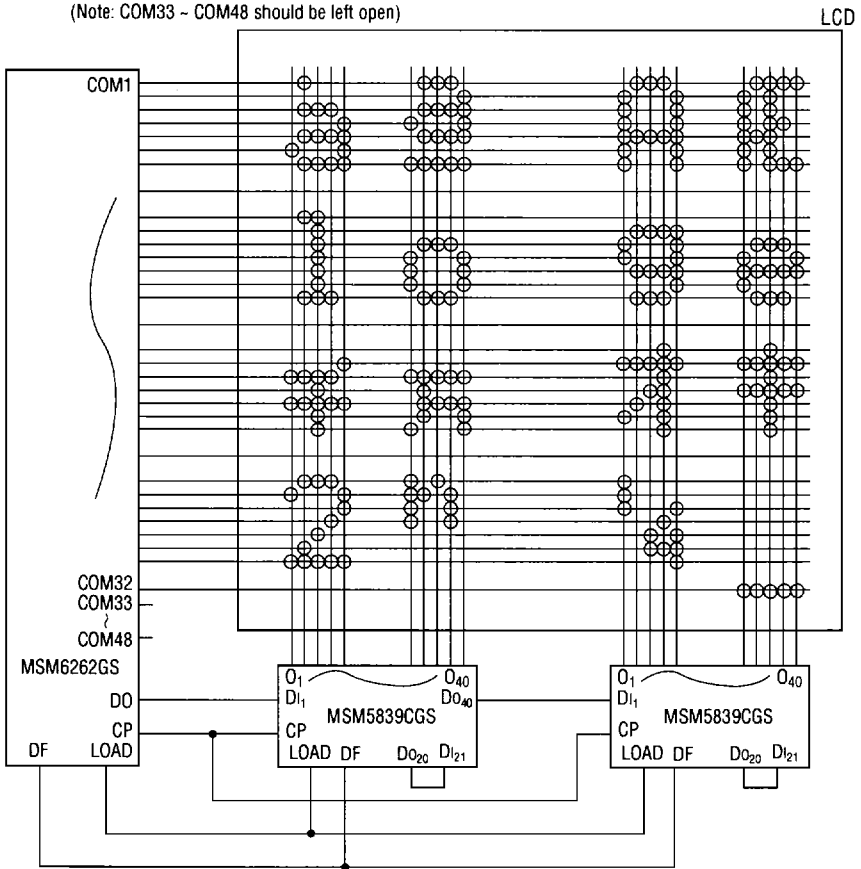 (Note: COM33 ~ COM48 should be left open)
LCD
COM1
COM32
COM33
~
COM48
MSM6262GS
DO
CP
DF LOAD
O1 O40
DI1 DO40
MSM5839CGS
CP
LOAD DF DO20 DI21
O1 O40
DI1
MSM5839CGS
CP
LOAD DF DO20 DI21